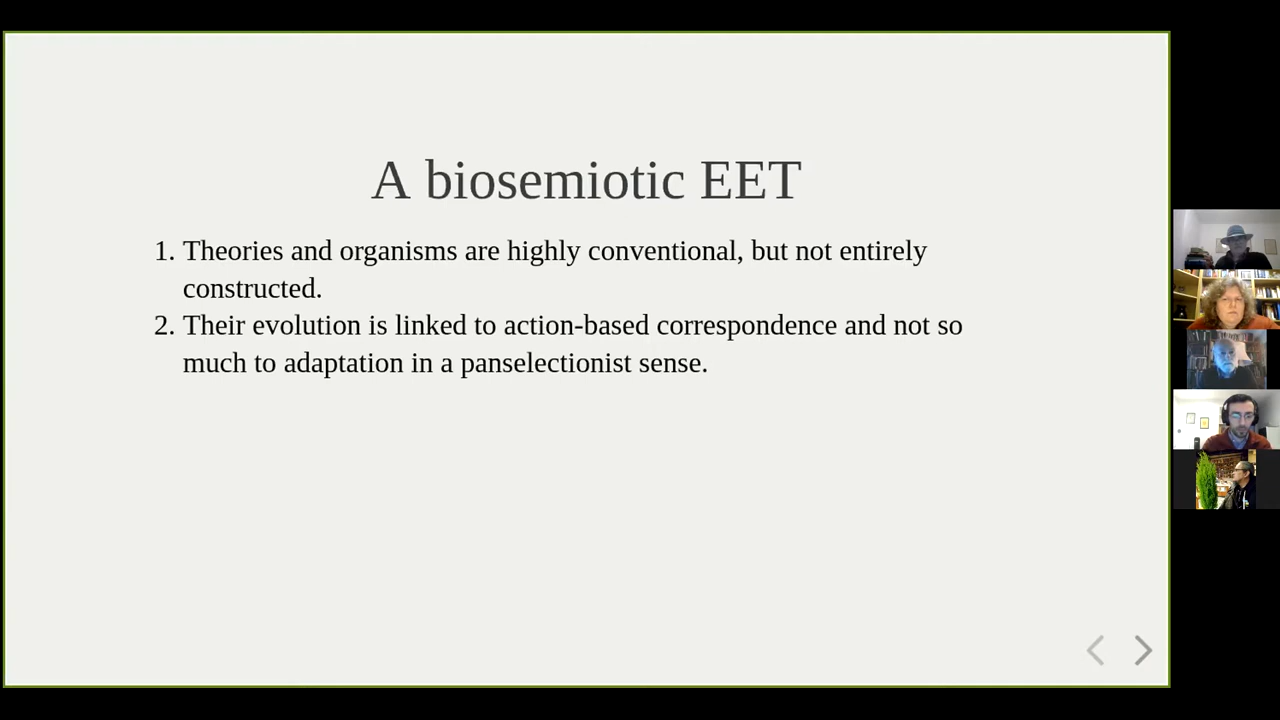 A biosemiotic EET
1. Theories and organisms are highly conventional, but not entirely
constructed.
2. Their evolution is linked to action-based correspondence and not so
much to adaptation in a panselectionist sense.